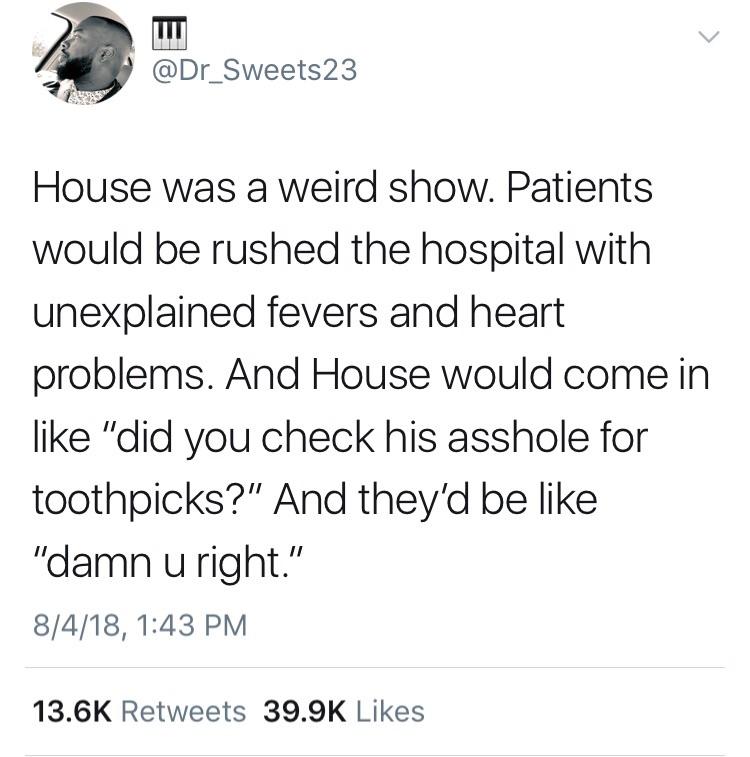 @Dr_Sweets23
House was a weird show. Patients
would be rushed the hospital with
unexplained fevers and heart
problems. And House would come in
like “did you check his asshole for
toothpicks?” And they’d be like
“damn u right.”
8/4/18, 1:43 PM
13.6K Retweets 39.9K Likes